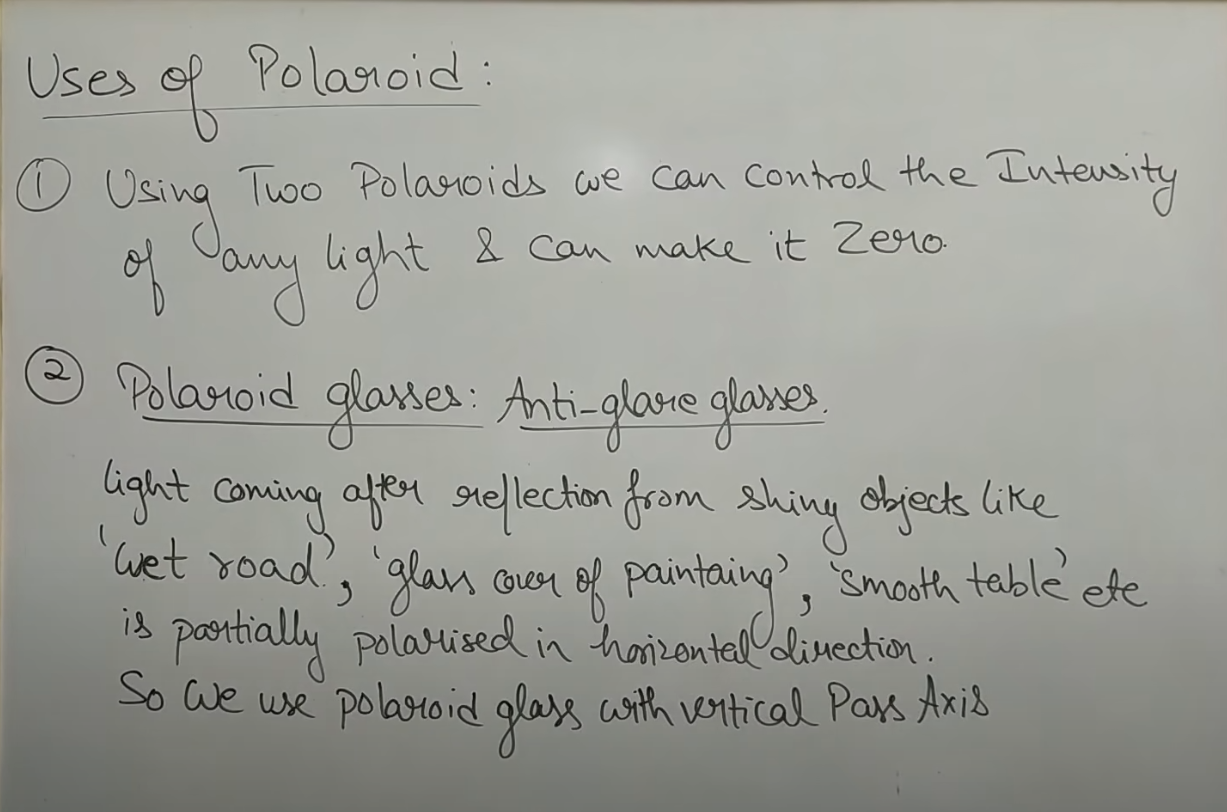 Uses of Polaroid:
① Using Two Polaroids we can control the Intensity
of any light & can make it Zero.
② Polaroid glasses: Anti-glare glasses.
light coming after reflection from shiny objects like
'wet road', 'glass cover of paintaing', 'smooth table' etc
is partially polarised in horizontal direction.
So we use polaroid glass with vertical Pass Axis